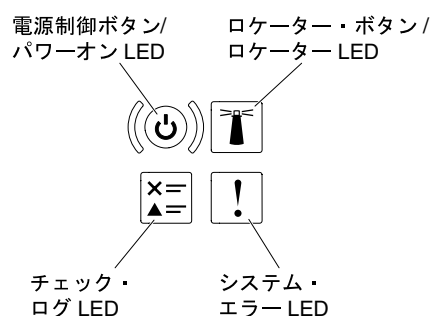 電源制御ボタン/
パワーオン LED
ロケーター・ボタン /
ロケーター LED
チェック・
ログ LED
システム・
エラー LED